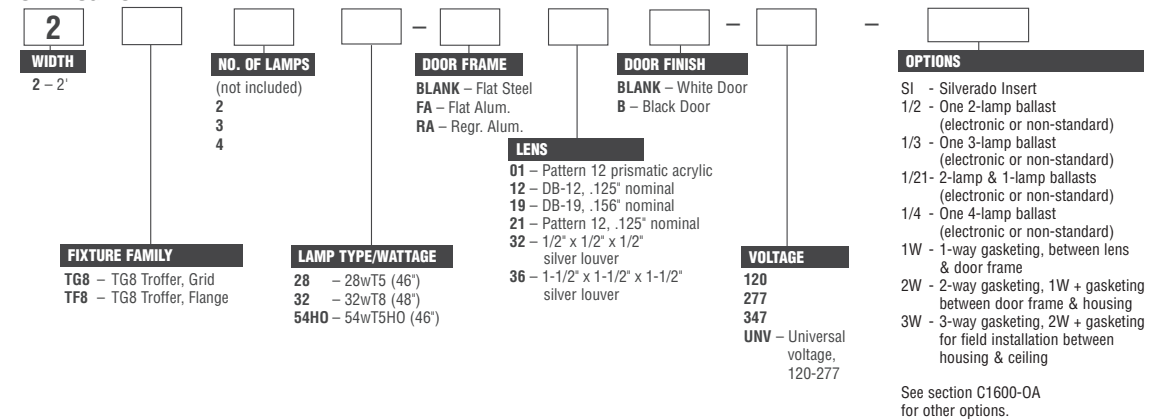 2
–
–
–
WIDTH
2 – 2'
FIXTURE FAMILY
TG8 – TG8 Troffer, Grid
TF8 – TG8 Troffer, Flange
NO. OF LAMPS
(not included)
2
3
4
LAMP TYPE/WATTAGE
28 – 28wT5 (46")
32 – 32wT8 (48")
54HO – 54wT5HO (46")
DOOR FRAME
BLANK – Flat Steel
FA – Flat Alum.
RA – Regr. Alum.
LENS
01 – Pattern 12 prismatic acrylic
12 – DB-12, .125" nominal
19 – DB-19, .156" nominal
21 – Pattern 12, .125" nominal
32 – 1/2" x 1/2" x 1/2"
silver louver
36 – 1-1/2" x 1-1/2" x 1-1/2"
silver louver
DOOR FINISH
BLANK – White Door
B – Black Door
VOLTAGE
120
277
347
UNV – Universal
voltage,
120-277
OPTIONS
SI - Silverado Insert
1/2 - One 2-lamp ballast
(electronic or non-standard)
1/3 - One 3-lamp ballast
(electronic or non-standard)
1/21- 2-lamp & 1-lamp ballasts
(electronic or non-standard)
1/4 - One 4-lamp ballast
(electronic or non-standard)
1W - 1-way gasketing, between lens
& door frame
2W - 2-way gasketing, 1W + gasketing
between door frame & housing
3W - 3-way gasketing, 2W + gasketing
for field installation between
housing & ceiling
See section C1600-OA
for other options.